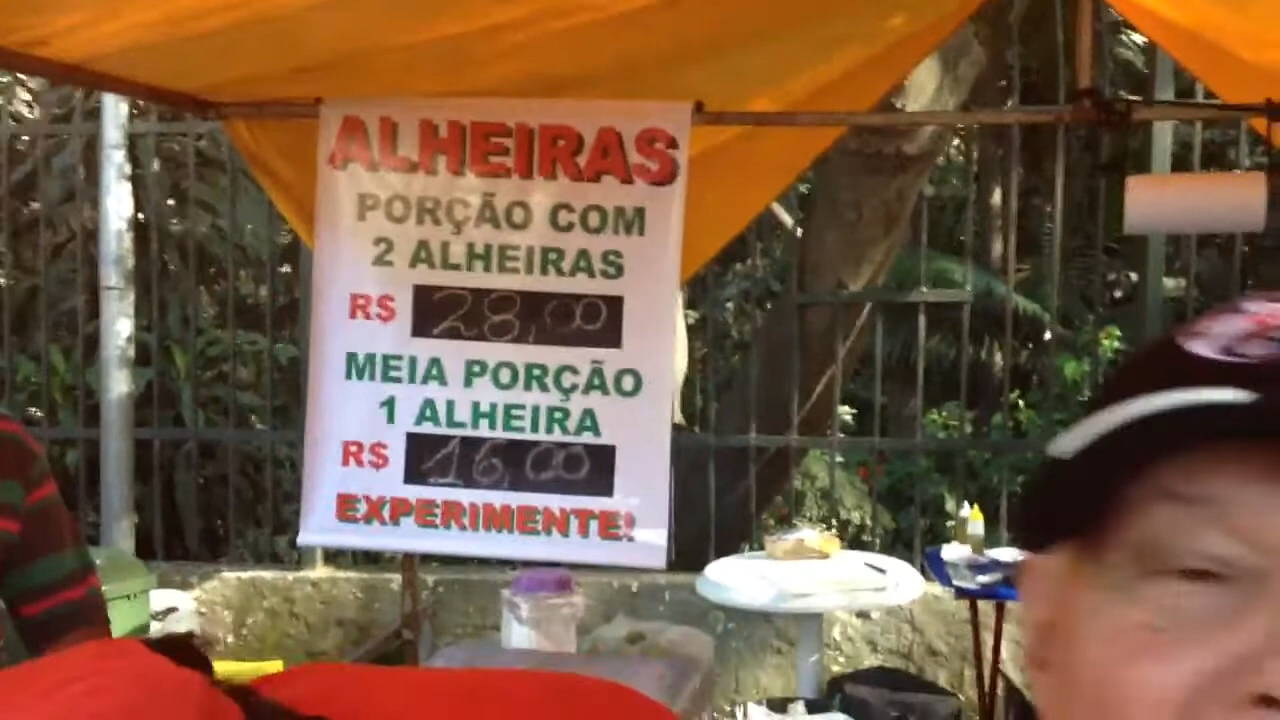 ALHEIRAS
PORÇÃO COM
2 ALHEIRAS
R$ 28,00
MEIA PORÇÃO
1 ALHEIRA
R$ 16,00
EXPERIMENTE!